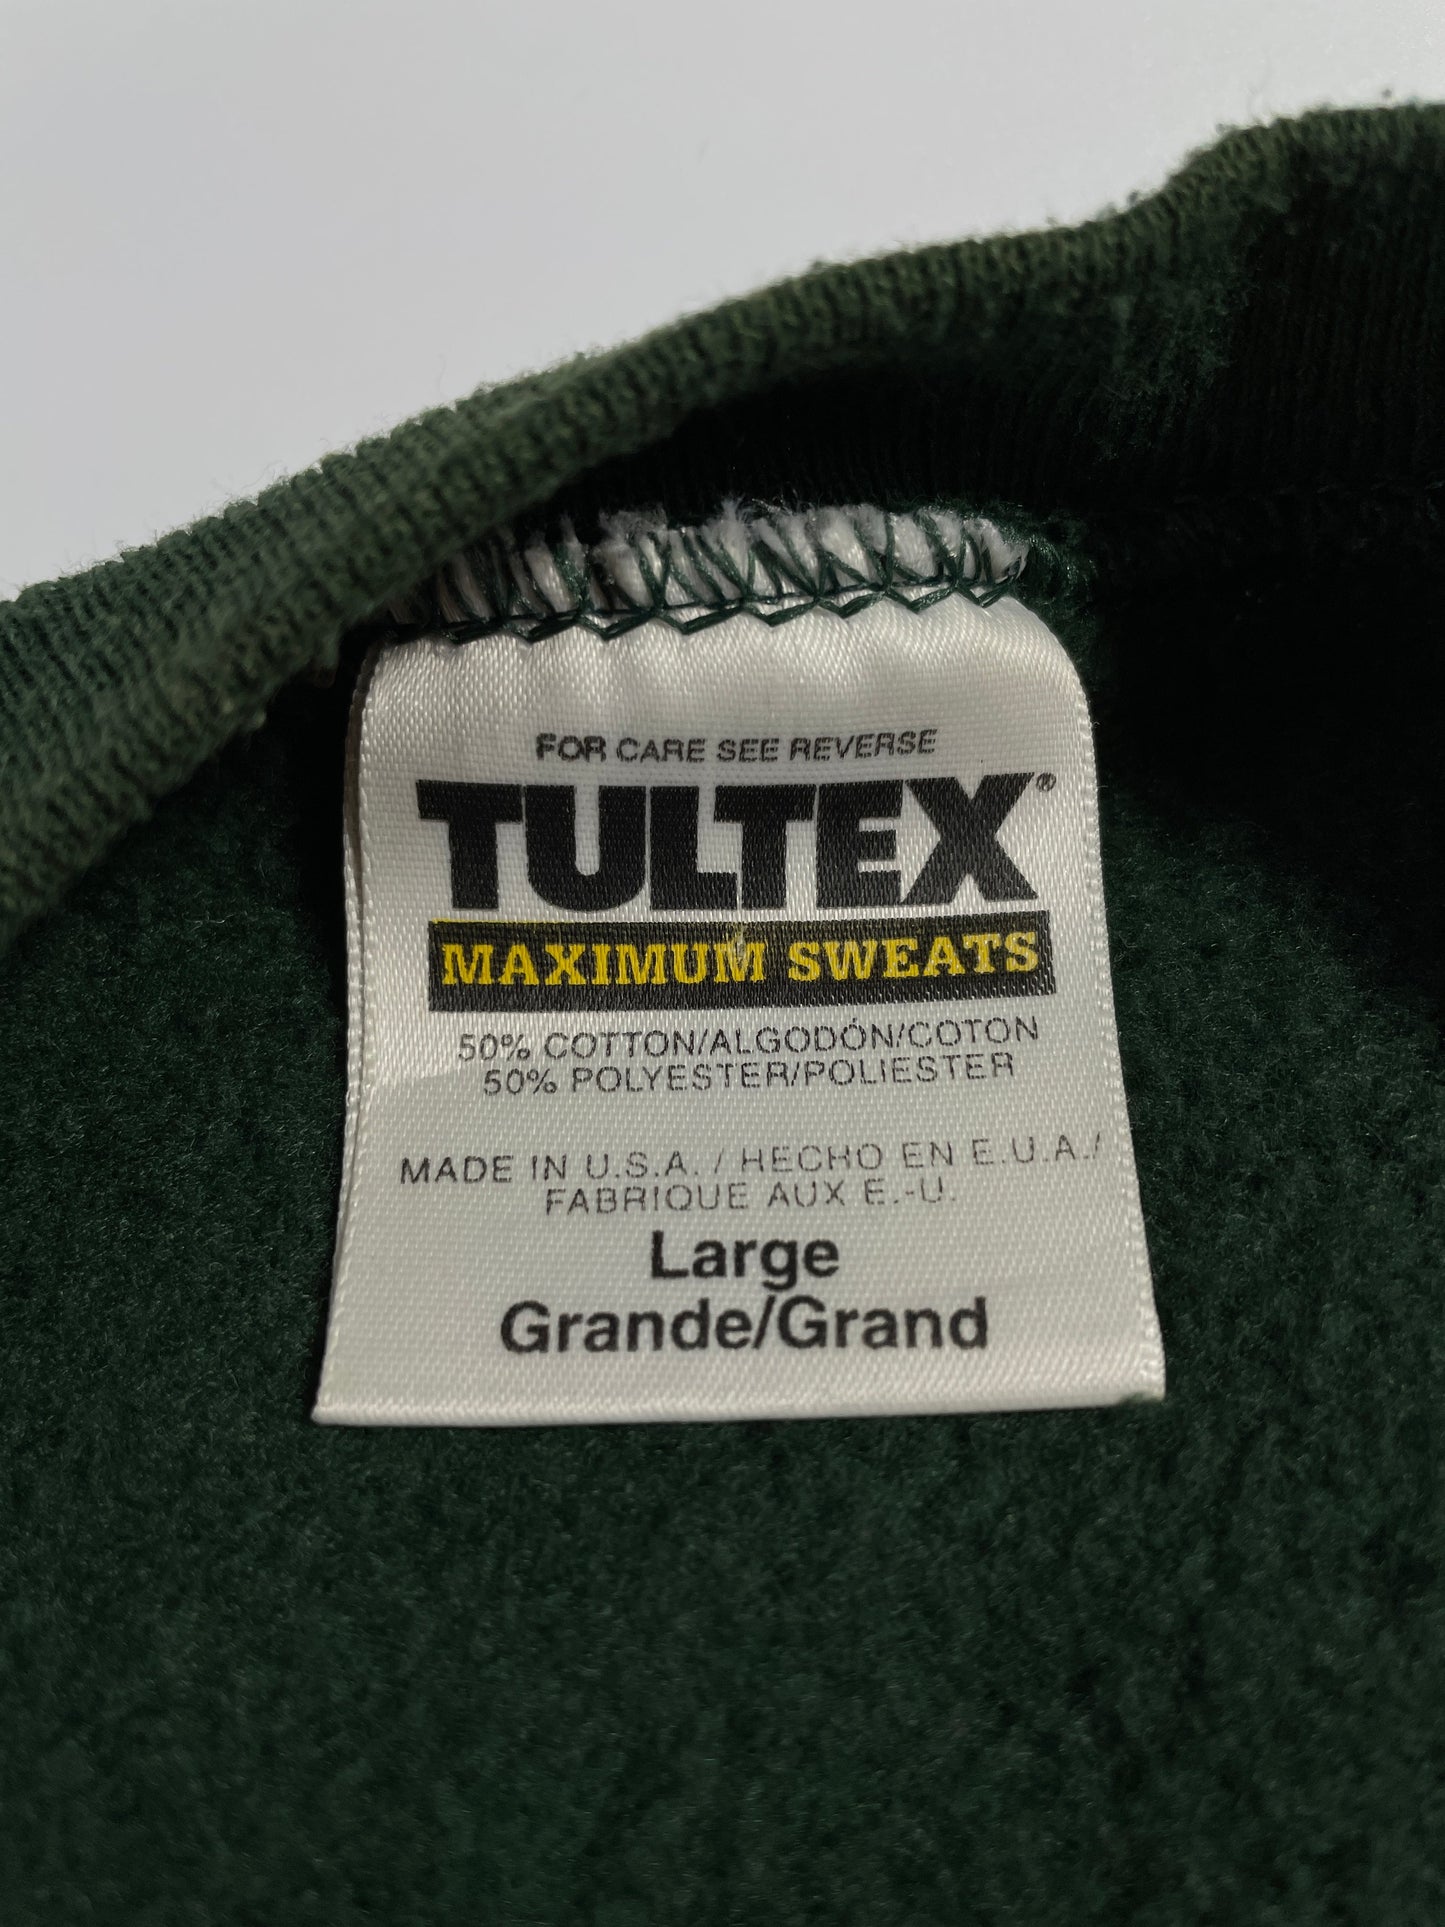 FOR CARE SEE REVERSE
TULTEX®
MAXIMUM SWEATS
50% COTTON/ALGODÓN/COTON
50% POLYESTER/POLIESTER
MADE IN U.S.A. / HECHO EN E.U.A./
FABRIQUE AUX E.-U.
Large
Grande/Grand